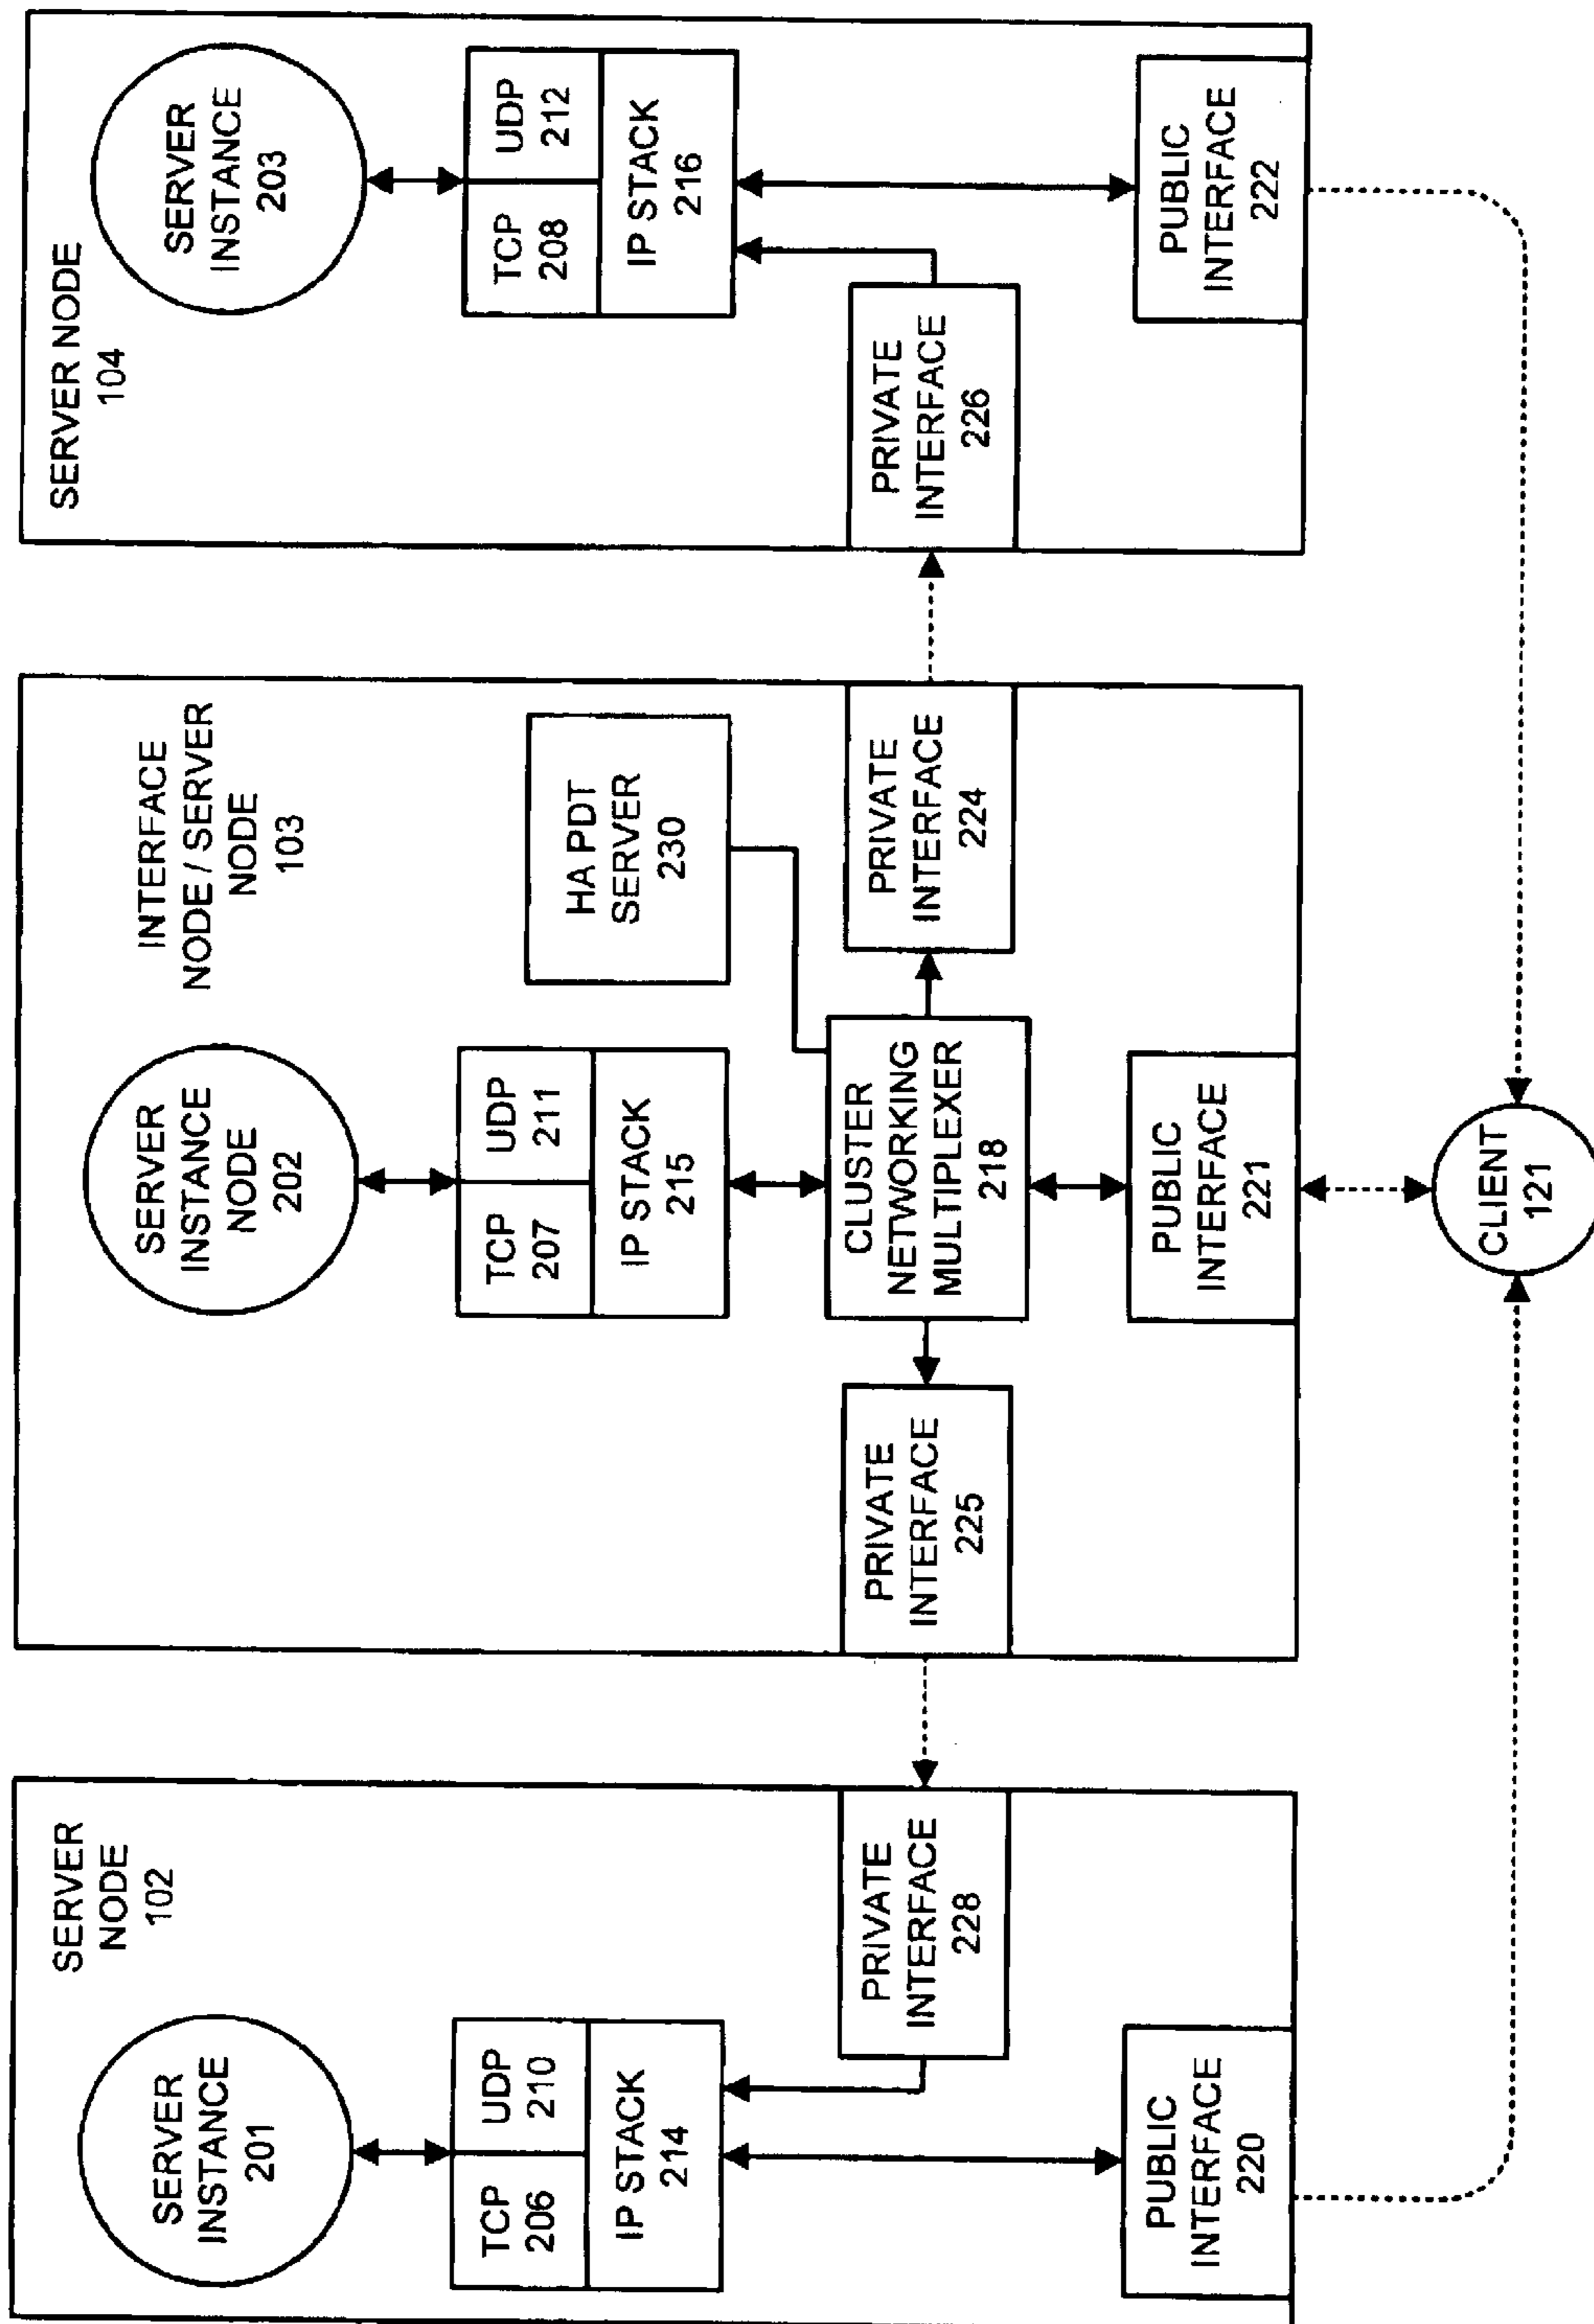 SERVER
NODE
102
SERVER
INSTANCE
201
TCP
206
UDP
210
IP STACK
214
PRIVATE
INTERFACE
228
PUBLIC
INTERFACE
220
INTERFACE
NODE / SERVER
NODE
103
SERVER
INSTANCE
NODE
202
TCP
207
UDP
211
IP STACK
215
HA PDT
SERVER
230
PRIVATE
INTERFACE
225
CLUSTER
NETWORKING
MULTIPLEXER
218
PRIVATE
INTERFACE
224
PUBLIC
INTERFACE
221
SERVER NODE
104
SERVER
INSTANCE
203
TCP
208
UDP
212
IP STACK
216
PRIVATE
INTERFACE
226
PUBLIC
INTERFACE
222
CLIENT
121